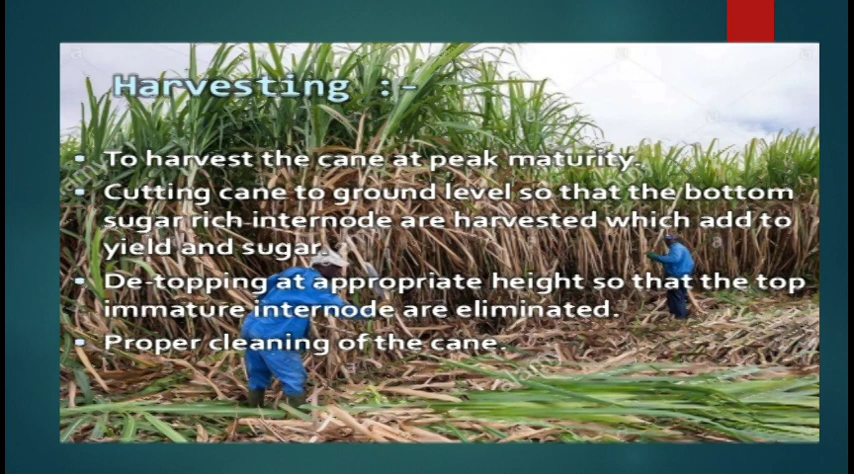 Harvesting :-
• To harvest the cane at peak maturity.
• Cutting cane to ground level so that the bottom
sugar rich internode are harvested which add to
yield and sugar.
• De-topping at appropriate height so that the top
immature internode are eliminated.
• Proper cleaning of the cane.